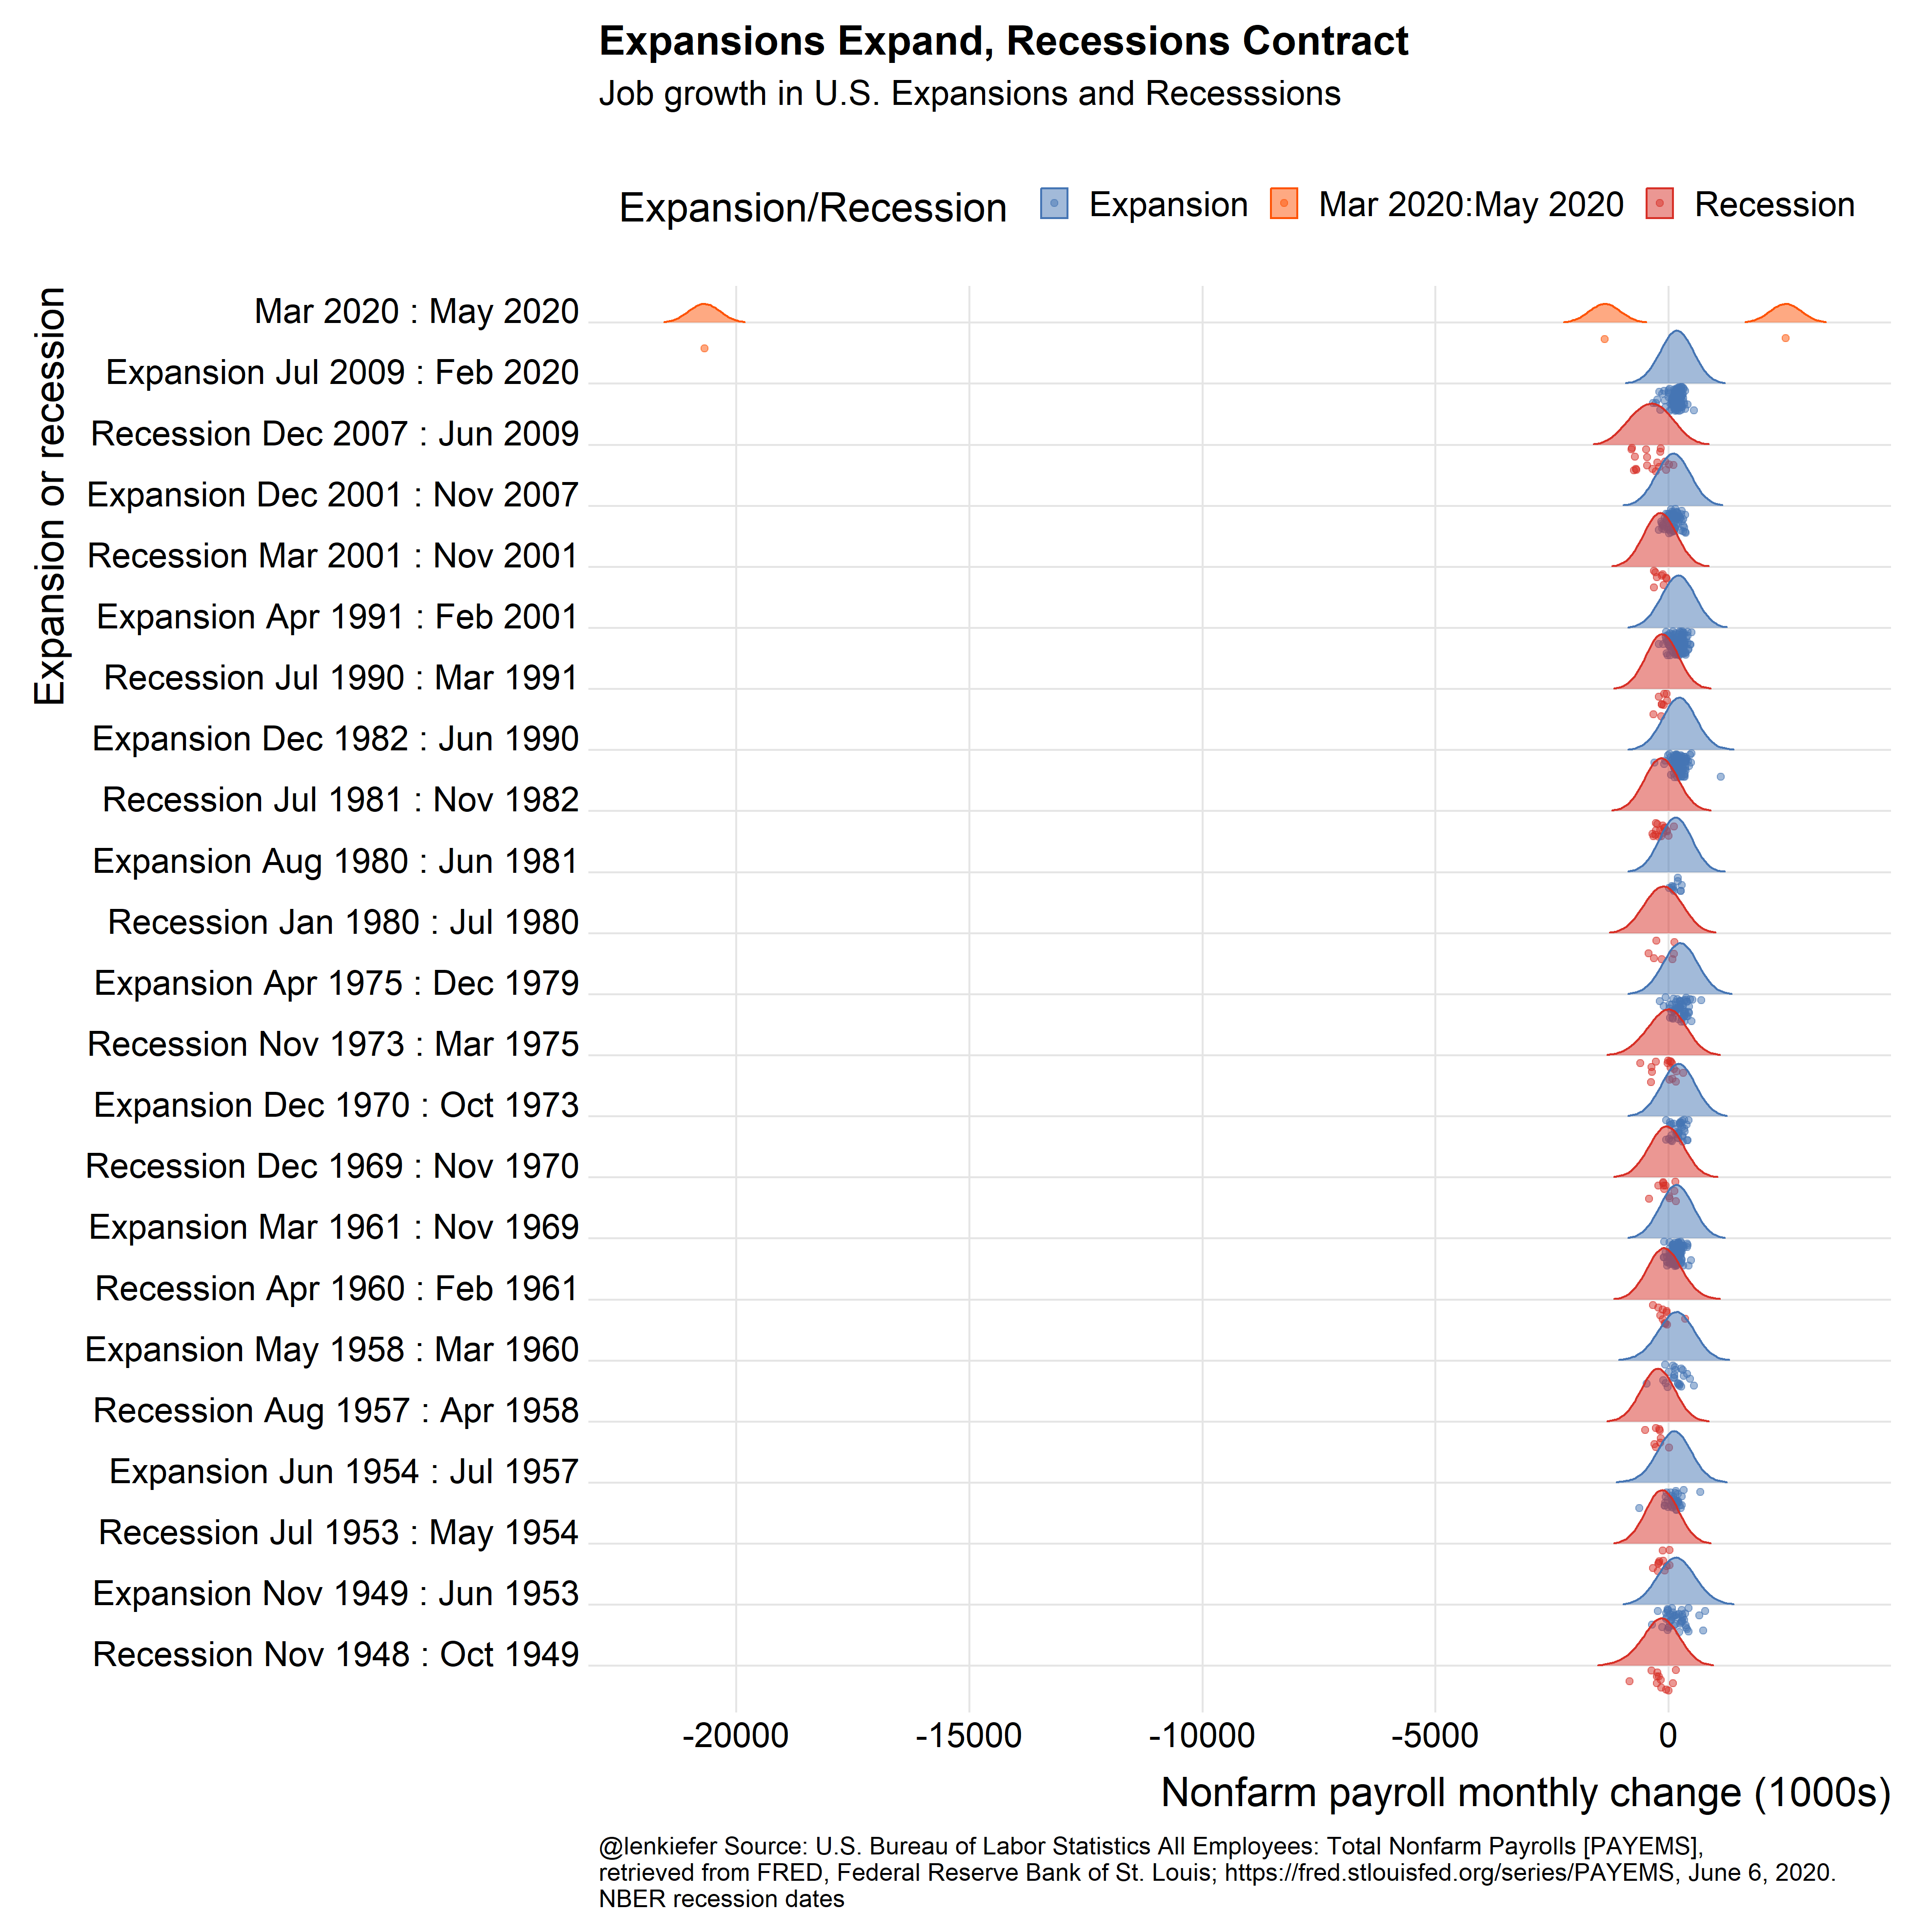 Expansions Expand, Recessions Contract
Job growth in U.S. Expansions and Recesssions
Expansion/Recession
Expansion
Mar 2020:May 2020
Recession
Expansion or recession
Mar 2020 : May 2020
Expansion Jul 2009 : Feb 2020
Recession Dec 2007 : Jun 2009
Expansion Dec 2001 : Nov 2007
Recession Mar 2001 : Nov 2001
Expansion Apr 1991 : Feb 2001
Recession Jul 1990 : Mar 1991
Expansion Dec 1982 : Jun 1990
Recession Jul 1981 : Nov 1982
Expansion Aug 1980 : Jun 1981
Recession Jan 1980 : Jul 1980
Expansion Apr 1975 : Dec 1979
Recession Nov 1973 : Mar 1975
Expansion Dec 1970 : Oct 1973
Recession Dec 1969 : Nov 1970
Expansion Mar 1961 : Nov 1969
Recession Apr 1960 : Feb 1961
Expansion May 1958 : Mar 1960
Recession Aug 1957 : Apr 1958
Expansion Jun 1954 : Jul 1957
Recession Jul 1953 : May 1954
Expansion Nov 1949 : Jun 1953
Recession Nov 1948 : Oct 1949
-20000
-15000
-10000
-5000
0
Nonfarm payroll monthly change (1000s)
@lenkiefer Source: U.S. Bureau of Labor Statistics All Employees: Total Nonfarm Payrolls [PAYEMS],
retrieved from FRED, Federal Reserve Bank of St. Louis; https://fred.stlouisfed.org/series/PAYEMS, June 6, 2020.
NBER recession dates